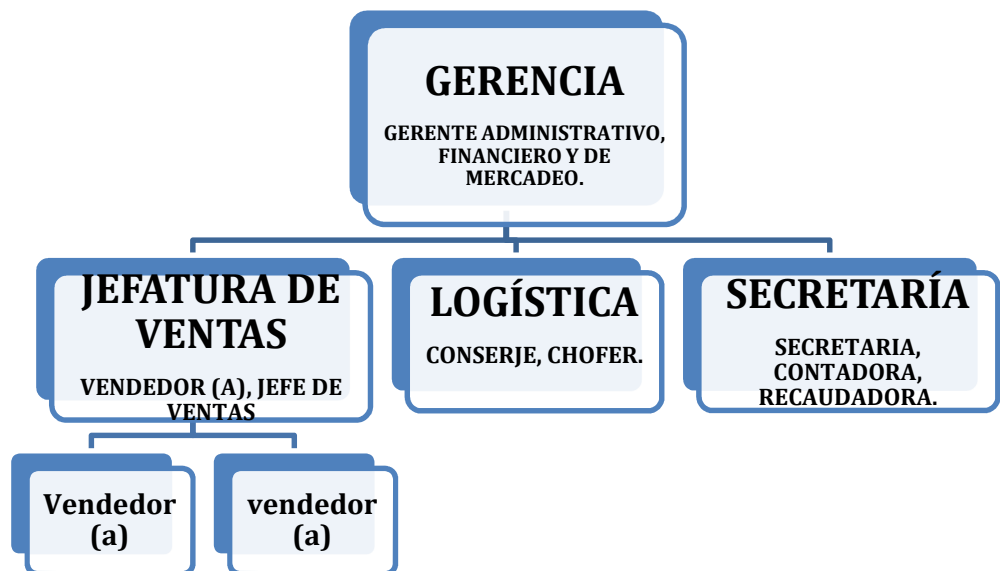 GERENCIA
GERENTE ADMINISTRATIVO,
FINANCIERO Y DE
MERCADEO.
JEFATURA DE
VENTAS
VENDEDOR (A), JEFE DE
VENTAS
LOGÍSTICA
CONSERJE, CHOFER.
SECRETARÍA
SECRETARIA,
CONTADORA,
RECAUDADORA.
Vendedor
(a)
vendedor
(a)